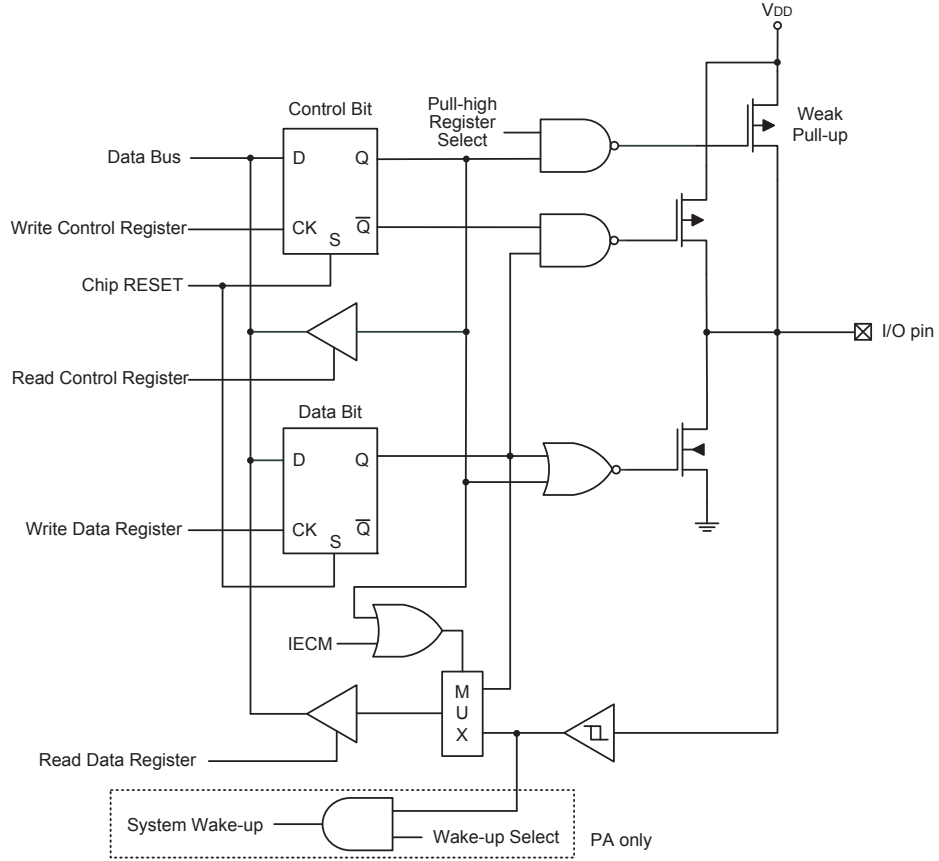 VDD
Control Bit
Pull-high
Register
Select
Weak
Pull-up
Data Bus
D
Q
Write Control Register
CK
Q̅
S
Chip RESET
I/O pin
Read Control Register
Data Bit
D
Q
Write Data Register
CK
Q̅
S
IECM
M
U
X
Read Data Register
System Wake-up
Wake-up Select
PA only